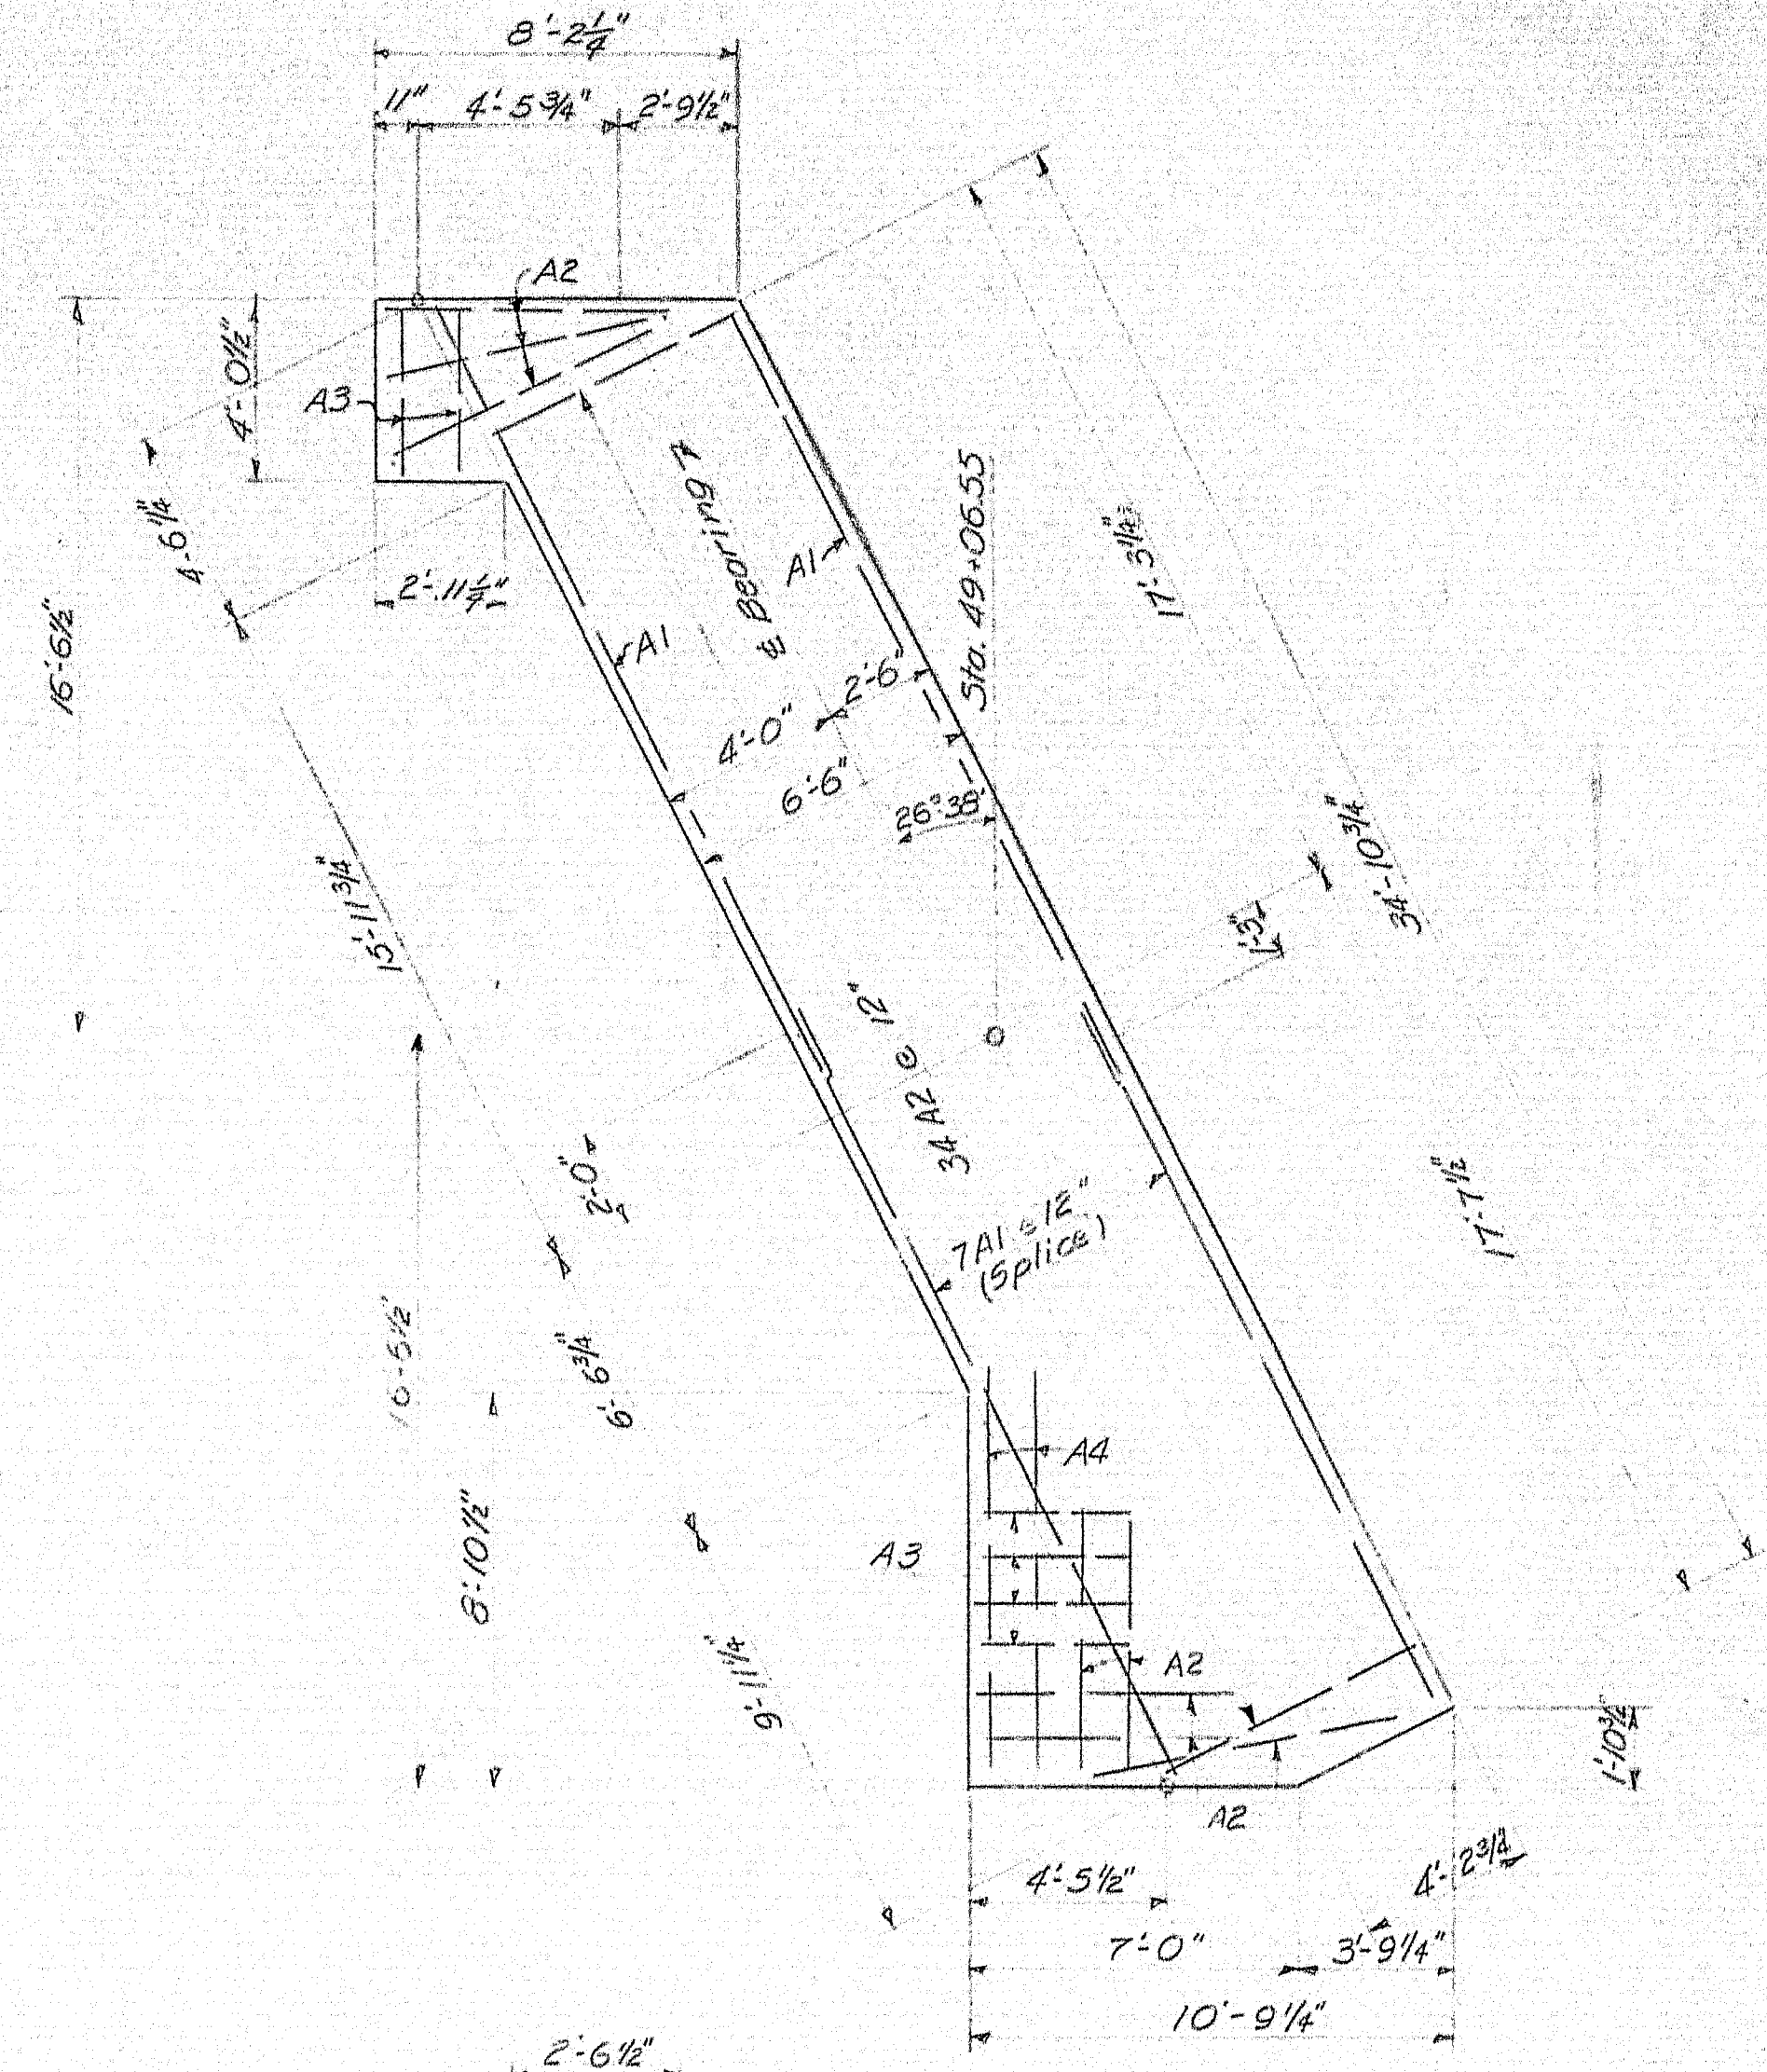 8'-2 1/4"
11" 4'-5 3/4" 2'-9 1/2"
A2
4'-0 1/2"
A3
4-6 1/4"
℄ Bearing
A1
Sta. 49+06.55
17'-3 1/4"
2'-11 1/4"
16'-6 1/2"
A1
2'-6"
4'-0"
6'-6"
26°-38'
34'-10 3/4"
15'-11 3/4"
1'-3"
34 A2 @ 12"
2'-0"
17'-7 1/2"
7A1 @ 12"
(Splice)
6'-6 3/4"
A4
8'-10 1/2"
A3
9'-11 1/4"
A2
1'-10 3/4"
A2
4'-5 1/2"
4'-2 3/4"
7'-0" 3'-9 1/4"
10'-9 1/4"
2'-6 1/2"